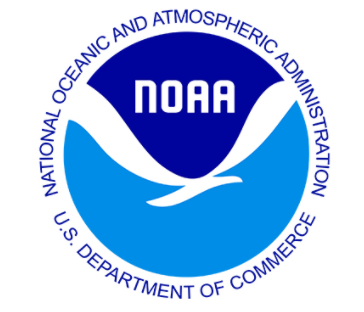 NATIONAL OCEANIC AND ATMOSPHERIC ADMINISTRATION
NOAA
U.S. DEPARTMENT OF COMMERCE